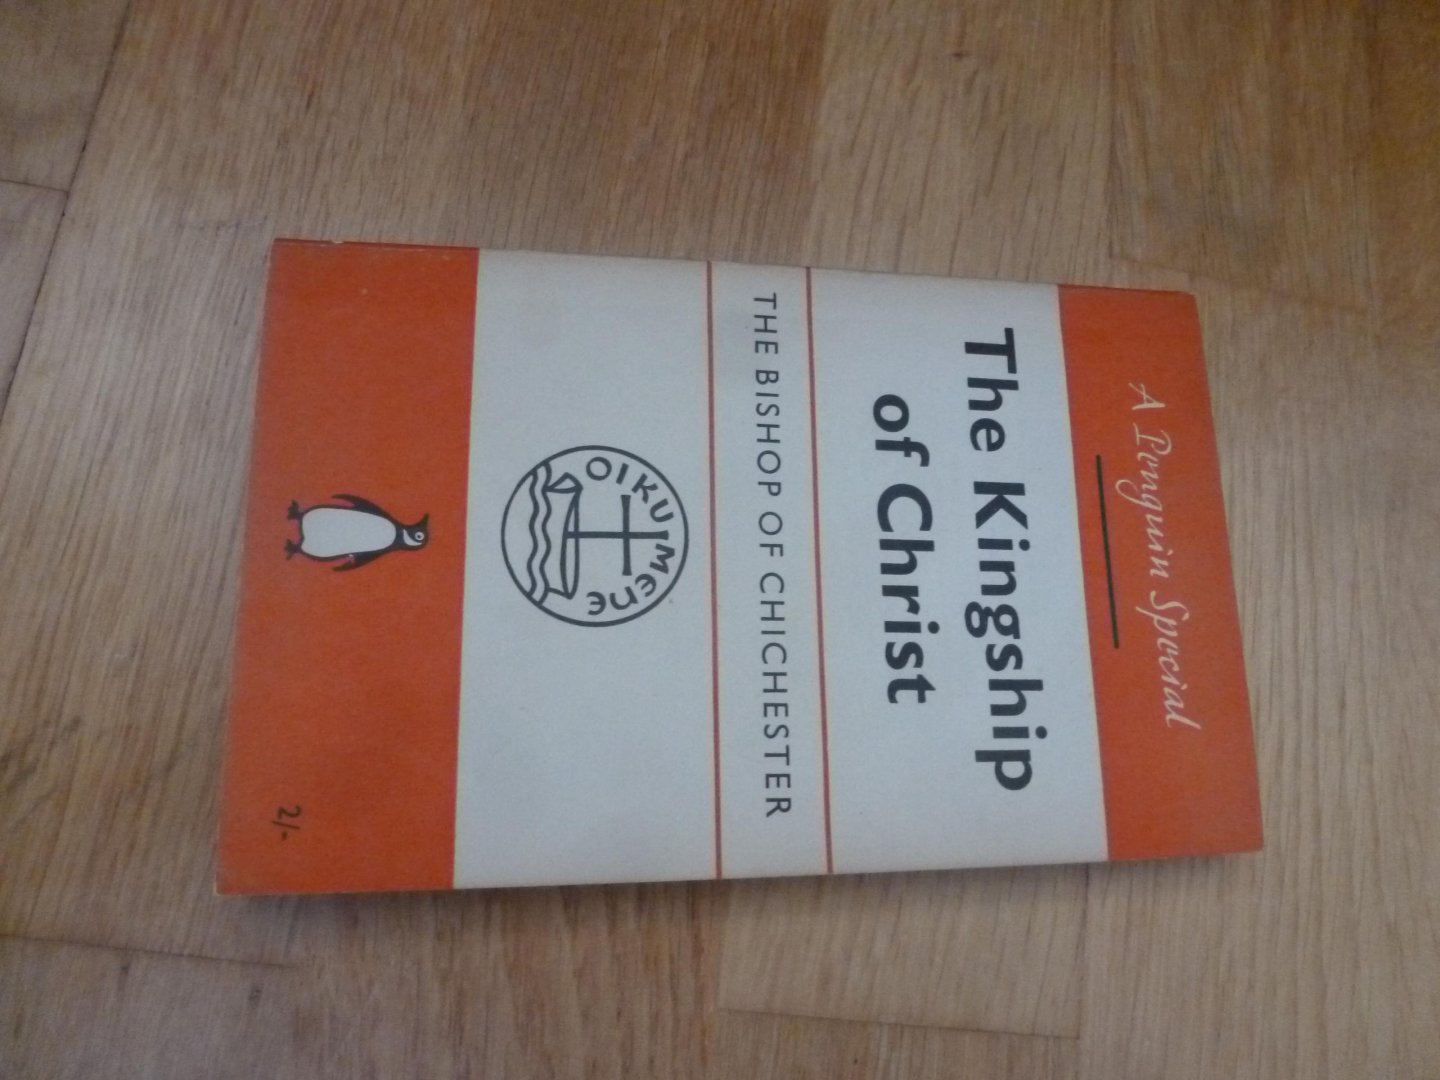 A Penguin Special
The Kingship
of Christ
THE BISHOP OF CHICHESTER
OIKUMENE
2/-